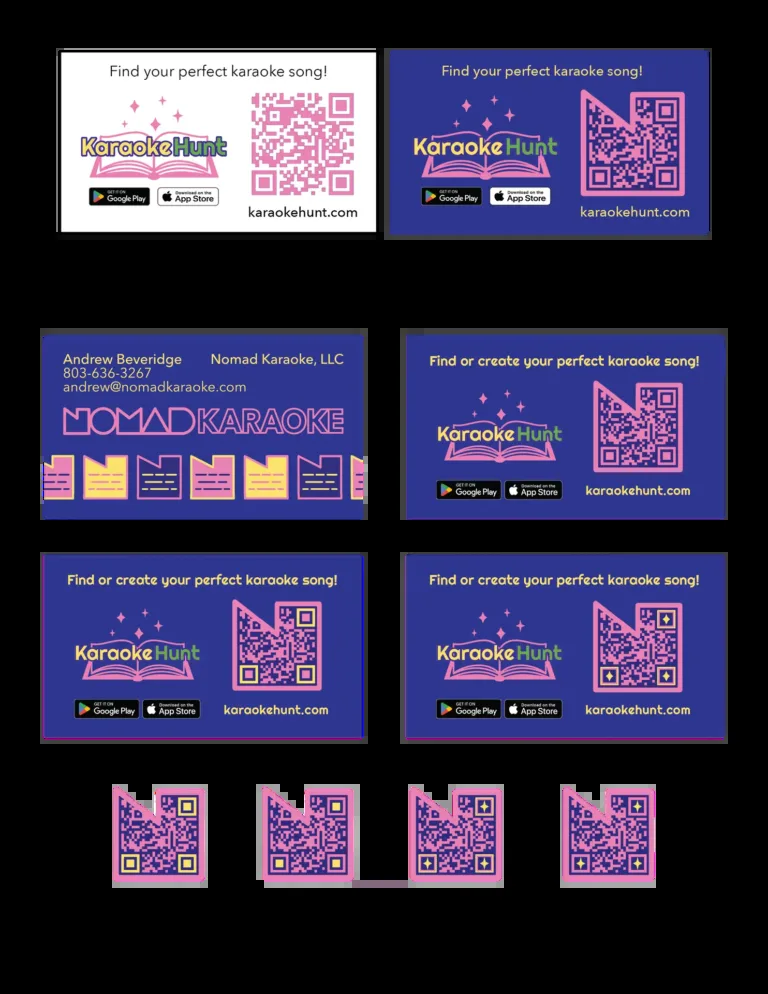 Find your perfect karaoke song!
KaraokeHunt
GET IT ON
Google Play
Download on the
App Store
karaokehunt.com
Find your perfect karaoke song!
KaraokeHunt
GET IT ON
Google Play
Download on the
App Store
karaokehunt.com
Andrew Beveridge
Nomad Karaoke, LLC
803-636-3267
andrew@nomadkaraoke.com
NOMADKARAOKE
Find or create your perfect karaoke song!
KaraokeHunt
GET IT ON
Google Play
Download on the
App Store
karaokehunt.com
Find or create your perfect karaoke song!
KaraokeHunt
GET IT ON
Google Play
Download on the
App Store
karaokehunt.com
Find or create your perfect karaoke song!
KaraokeHunt
GET IT ON
Google Play
Download on the
App Store
karaokehunt.com